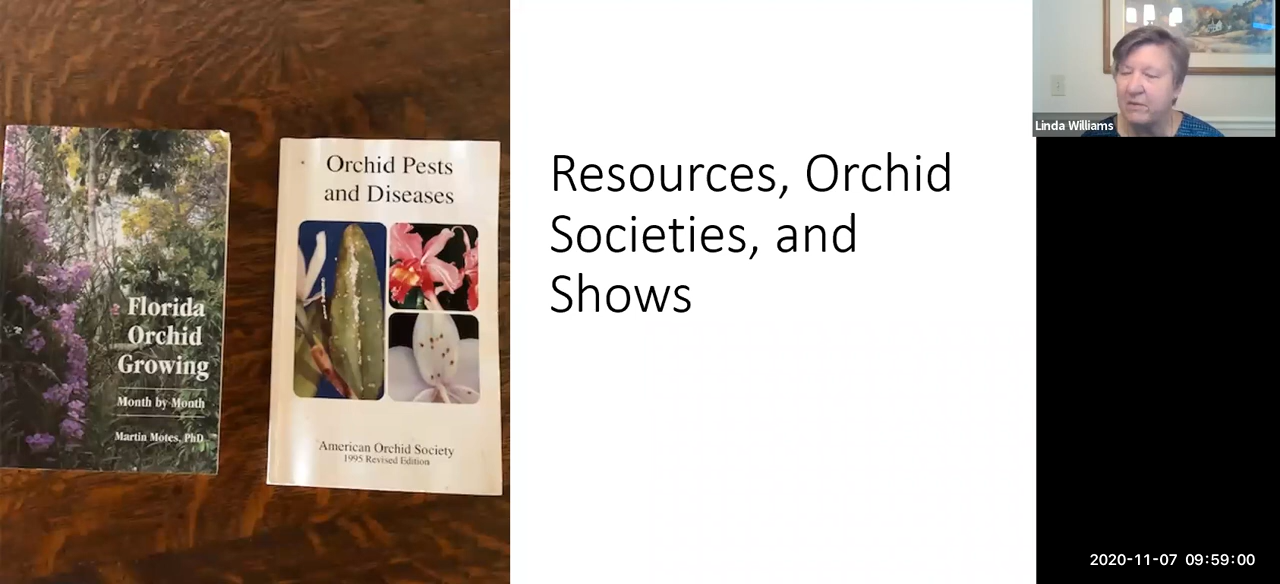 Florida
Orchid
Growing
Month by Month
Martin Motes, PhD
Orchid Pests
and Diseases
American Orchid Society
1995 Revised Edition
Resources, Orchid
Societies, and
Shows
Linda Williams
2020-11-07 09:59:00